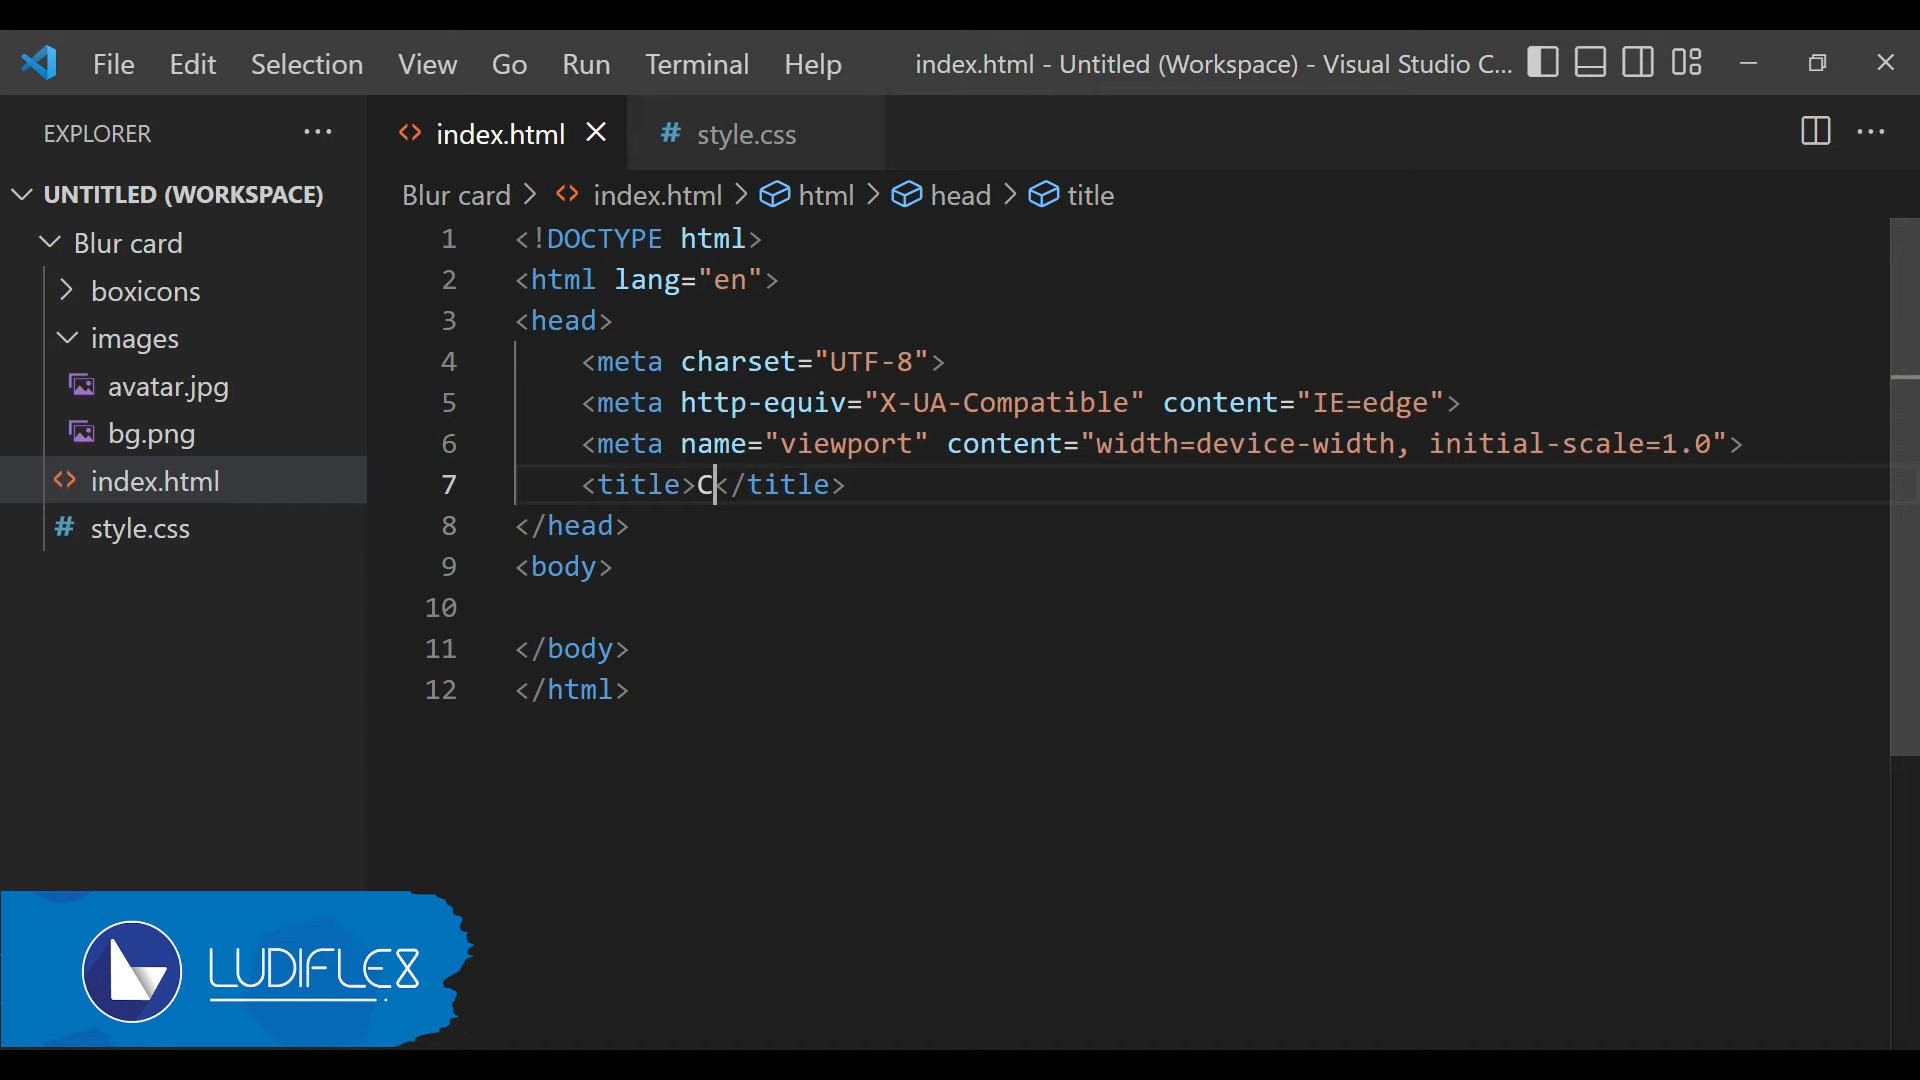 File Edit Selection View Go Run Terminal Help index.html - Untitled (Workspace) - Visual Studio C...
EXPLORER ··· index.html # style.css ···
UNTITLED (WORKSPACE)
Blur card > index.html > html > head > title
Blur card
boxicons
images
avatar.jpg
bg.png
index.html
# style.css
1 <!DOCTYPE html>
2 <html lang="en">
3 <head>
4 <meta charset="UTF-8">
5 <meta http-equiv="X-UA-Compatible" content="IE=edge">
6 <meta name="viewport" content="width=device-width, initial-scale=1.0">
7 <title>C</title>
8 </head>
9 <body>
10
11 </body>
12 </html>
LUDIFLEX